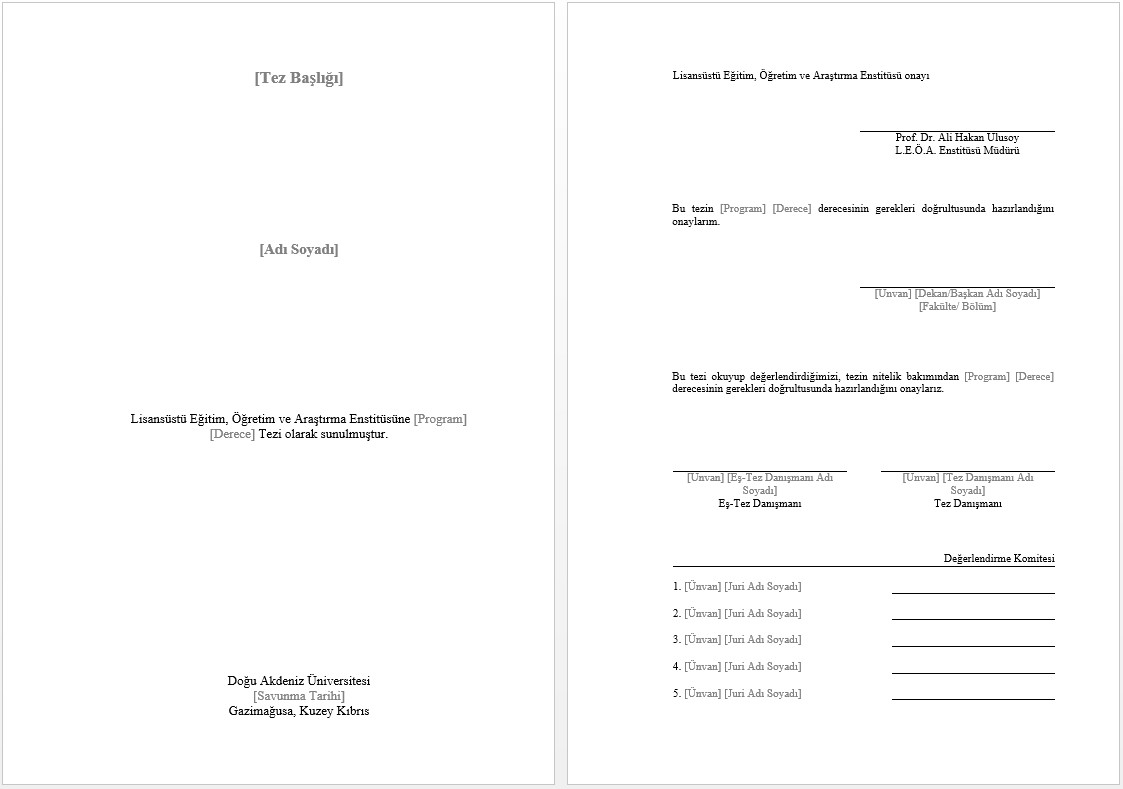 [Tez Başlığı]
[Adı Soyadı]
Lisansüstü Eğitim, Öğretim ve Araştırma Enstitüsüne [Program]
[Derece] Tezi olarak sunulmuştur.
Doğu Akdeniz Üniversitesi
[Savunma Tarihi]
Gazimağusa, Kuzey Kıbrıs
Lisansüstü Eğitim, Öğretim ve Araştırma Enstitüsü onayı
Prof. Dr. Ali Hakan Ulusoy
L.E.Ö.A. Enstitüsü Müdürü
Bu tezin [Program] [Derece] derecesinin gerekleri doğrultusunda hazırlandığını
onaylarım.
[Ünvan] [Dekan/Başkan Adı Soyadı]
[Fakülte/ Bölüm]
Bu tezi okuyup değerlendirdiğimizi, tezin nitelik bakımından [Program] [Derece]
derecesinin gerekleri doğrultusunda hazırlandığını onaylarız.
[Ünvan] [Eş-Tez Danışmanı Adı
Soyadı]
Eş-Tez Danışmanı
[Ünvan] [Tez Danışmanı Adı
Soyadı]
Tez Danışmanı
Değerlendirme Komitesi
1. [Ünvan] [Juri Adı Soyadı]
2. [Ünvan] [Juri Adı Soyadı]
3. [Ünvan] [Juri Adı Soyadı]
4. [Ünvan] [Juri Adı Soyadı]
5. [Ünvan] [Juri Adı Soyadı]